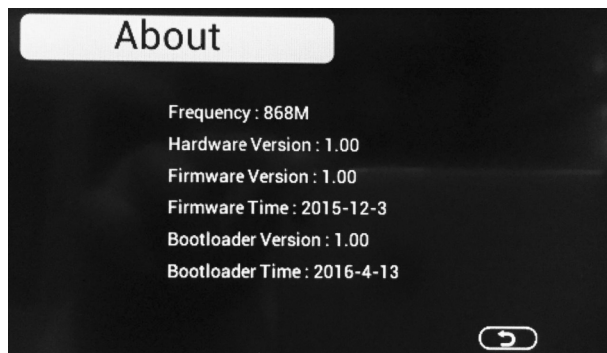 About
Frequency : 868M
Hardware Version : 1.00
Firmware Version : 1.00
Firmware Time : 2015-12-3
Bootloader Version : 1.00
Bootloader Time : 2016-4-13